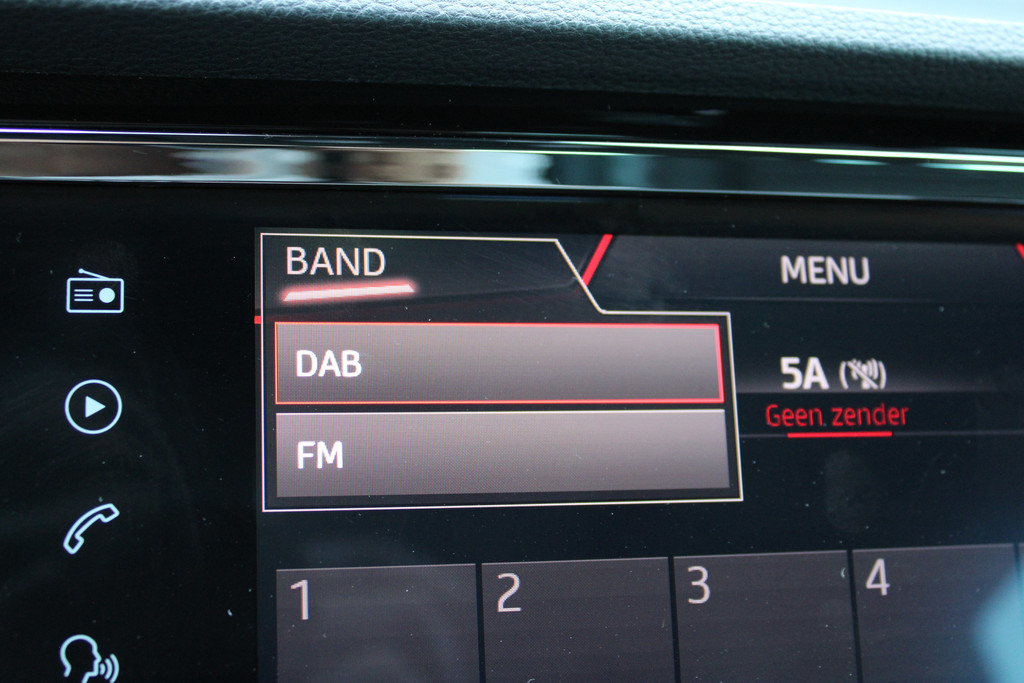 BAND
MENU
DAB
5A
Geen zender
FM
1
2
3
4